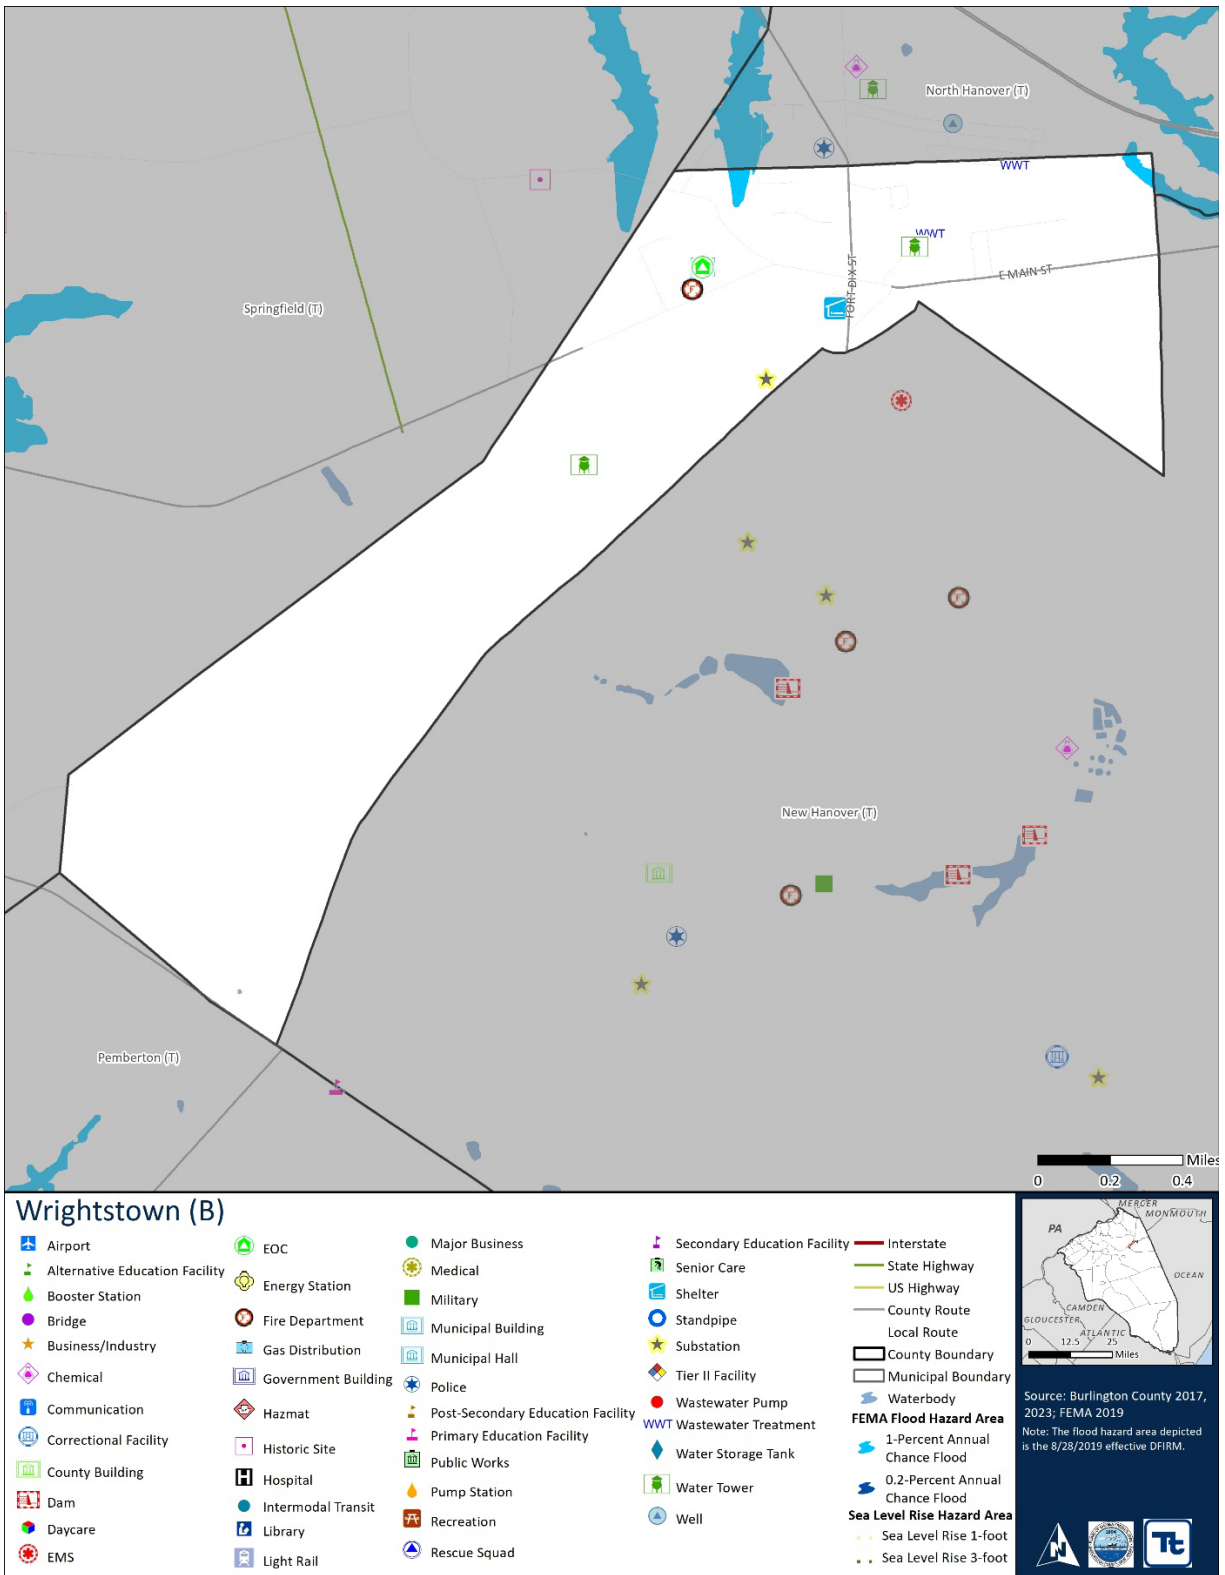 North Hanover (T)
WWT
WWT
E MAIN ST
FORT DIX ST
Springfield (T)
F
F
F
New Hanover (T)
F
Pemberton (T)
Miles
0 0.2 0.4
Wrightstown (B)
Airport
Alternative Education Facility
Booster Station
Bridge
Business/Industry
Chemical
Communication
Correctional Facility
County Building
Dam
Daycare
EMS
EOC
Energy Station
Fire Department
Gas Distribution
Government Building
Hazmat
Historic Site
H Hospital
Intermodal Transit
Library
Light Rail
Major Business
Medical
Military
Municipal Building
Municipal Hall
Police
Post-Secondary Education Facility
Primary Education Facility
Public Works
Pump Station
Recreation
Rescue Squad
Secondary Education Facility
Senior Care
Shelter
Standpipe
Substation
Tier II Facility
Wastewater Pump
WWT Wastewater Treatment
Water Storage Tank
Water Tower
Well
Interstate
State Highway
US Highway
County Route
Local Route
County Boundary
Municipal Boundary
Waterbody
FEMA Flood Hazard Area
1-Percent Annual
Chance Flood
0.2-Percent Annual
Chance Flood
Sea Level Rise Hazard Area
Sea Level Rise 1-foot
Sea Level Rise 3-foot
MERCER
MONMOUTH
PA
OCEAN
CAMDEN
GLOUCESTER
ATLANTIC
0 12.5 25
Miles
Source: Burlington County 2017,
2023; FEMA 2019
Note: The flood hazard area depicted
is the 8/28/2019 effective DFIRM.
N
Tt